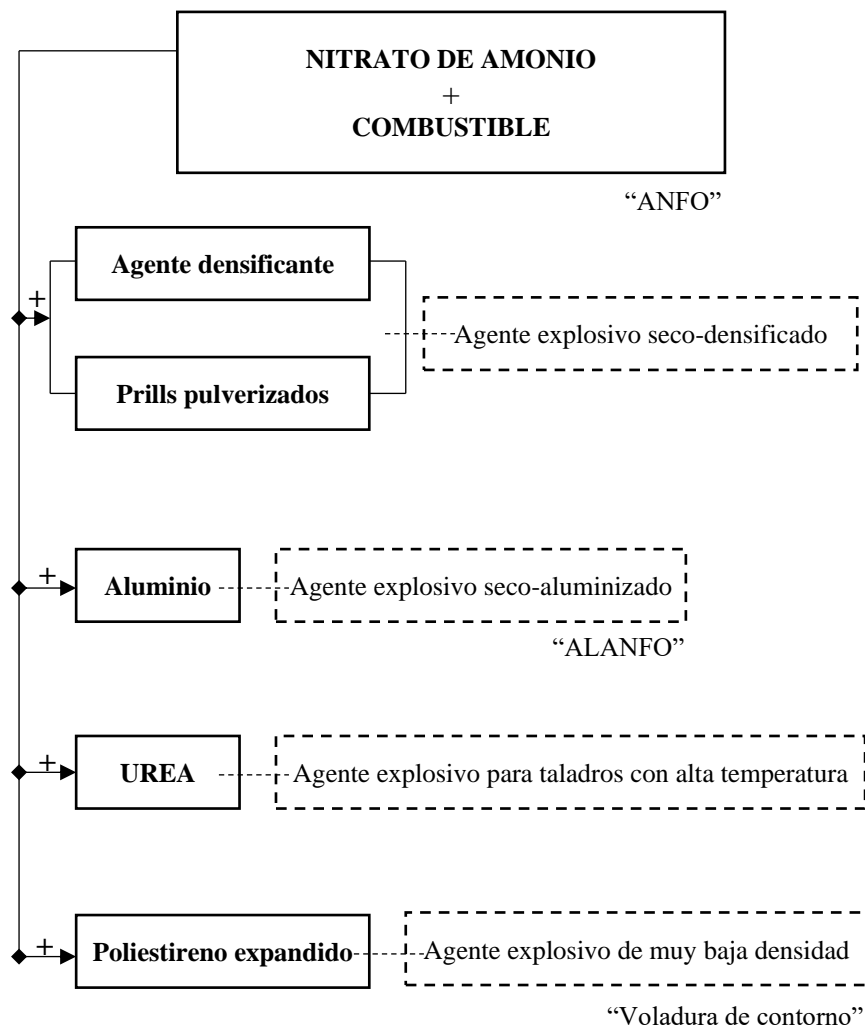 NITRATO DE AMONIO
+
COMBUSTIBLE
“ANFO”
Agente densificante
+
Agente explosivo seco-densificado
Prills pulverizados
+
Aluminio
Agente explosivo seco-aluminizado
“ALANFO”
+
UREA
Agente explosivo para taladros con alta temperatura
+
Poliestireno expandido
Agente explosivo de muy baja densidad
“Voladura de contorno”